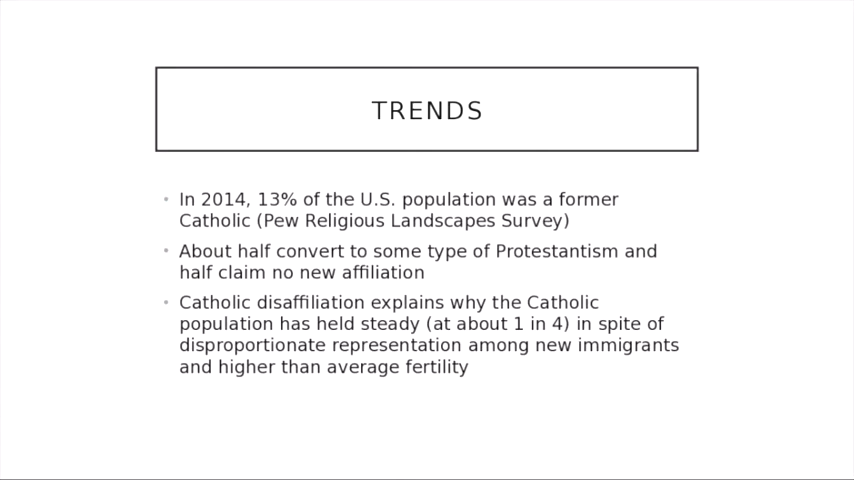 TRENDS
• In 2014, 13% of the U.S. population was a former
Catholic (Pew Religious Landscapes Survey)
• About half convert to some type of Protestantism and
half claim no new affiliation
• Catholic disaffiliation explains why the Catholic
population has held steady (at about 1 in 4) in spite of
disproportionate representation among new immigrants
and higher than average fertility